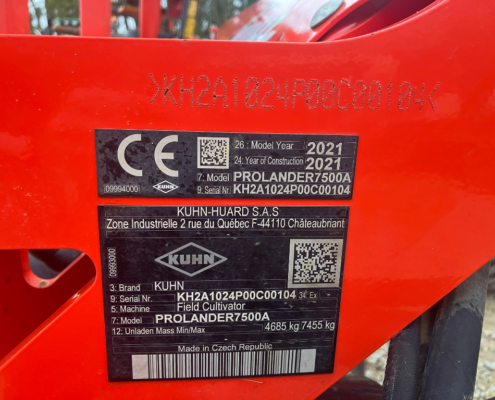 >KH2A1024P00C00104<
CE
26: Model Year 2021
24: Year of Construction 2021
7: Model PROLANDER7500A
9: Serial Nr. KH2A1024P00C00104
09994000
KUHN
KUHN-HUARD S.A.S
Zone Industrielle 2 rue du Québec F-44110 Châteaubriant
09993000
KUHN
3: Brand KUHN
9: Serial Nr. KH2A1024P00C00104 34: Ex
5: Machine Field Cultivator
7: Model PROLANDER7500A
12: Unladen Mass Min/Max 4685 kg 7455 kg
Made in Czech Republic